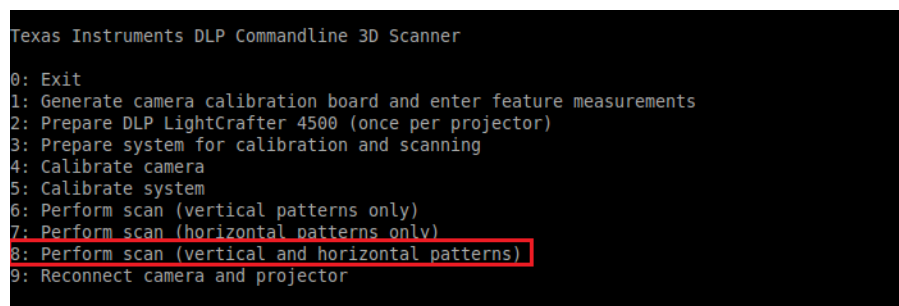 Texas Instruments DLP Commandline 3D Scanner
0: Exit
1: Generate camera calibration board and enter feature measurements
2: Prepare DLP LightCrafter 4500 (once per projector)
3: Prepare system for calibration and scanning
4: Calibrate camera
5: Calibrate system
6: Perform scan (vertical patterns only)
7: Perform scan (horizontal patterns only)
8: Perform scan (vertical and horizontal patterns)
9: Reconnect camera and projector